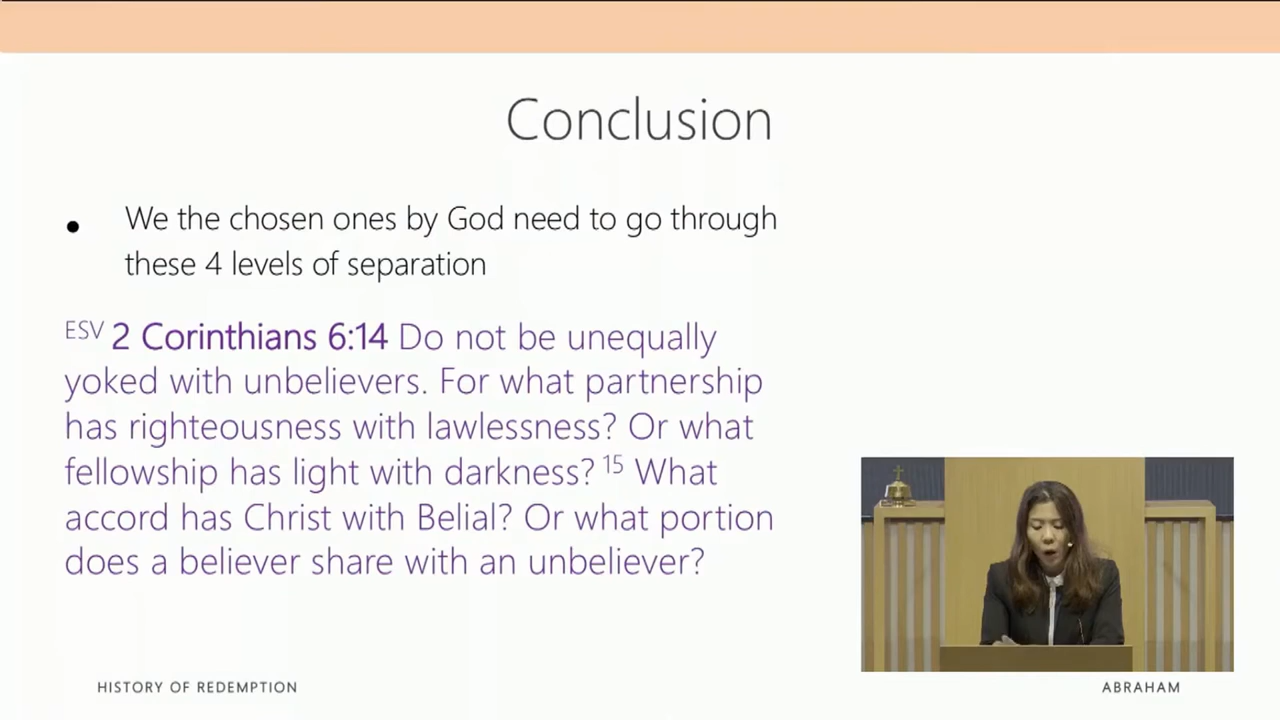 Conclusion
• We the chosen ones by God need to go through
these 4 levels of separation
ESV 2 Corinthians 6:14 Do not be unequally
yoked with unbelievers. For what partnership
has righteousness with lawlessness? Or what
fellowship has light with darkness? 15 What
accord has Christ with Belial? Or what portion
does a believer share with an unbeliever?
HISTORY OF REDEMPTION
ABRAHAM